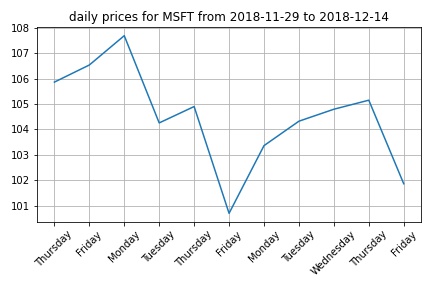 daily prices for MSFT from 2018-11-29 to 2018-12-14
108
107
106
105
104
103
102
101
Thursday
Friday
Monday
Tuesday
Thursday
Friday
Monday
Tuesday
Wednesday
Thursday
Friday